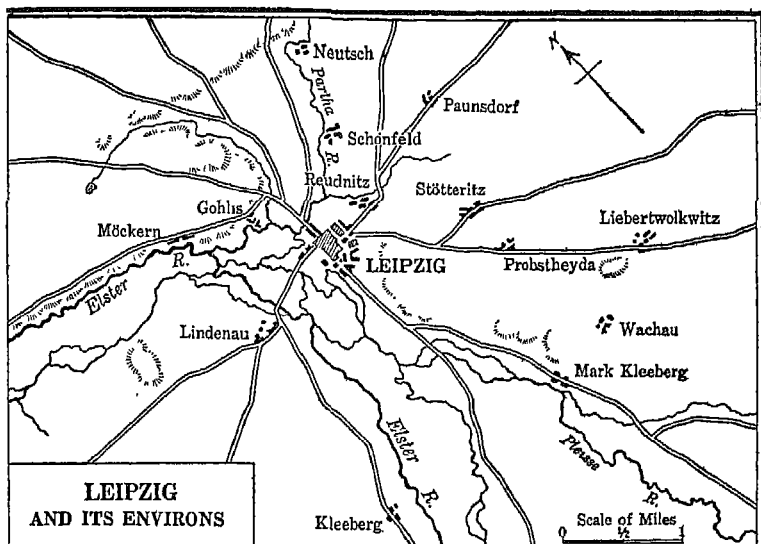 N
Neutsch
Partha
R.
Paunsdorf
Schönfeld
Reudnitz
Stötteritz
Gohlis
Liebertwolkwitz
Möckern
R.
Probstheyda
LEIPZIG
Elster
Lindenau
Wachau
Mark Kleeberg
Elster
R.
Pleisse
R.
LEIPZIG
AND ITS ENVIRONS
Kleeberg
Scale of Miles
0 ½ 1